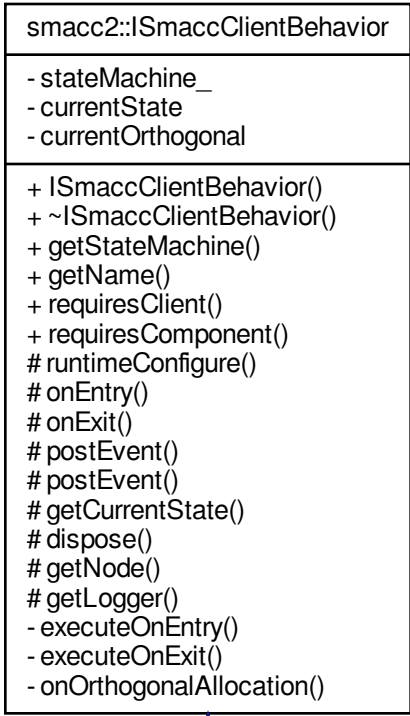 smacc2::ISmaccClientBehavior
- stateMachine_
- currentState
- currentOrthogonal
+ ISmaccClientBehavior()
+ ~ISmaccClientBehavior()
+ getStateMachine()
+ getName()
+ requiresClient()
+ requiresComponent()
# runtimeConfigure()
# onEntry()
# onExit()
# postEvent()
# postEvent()
# getCurrentState()
# dispose()
# getNode()
# getLogger()
- executeOnEntry()
- executeOnExit()
- onOrthogonalAllocation()